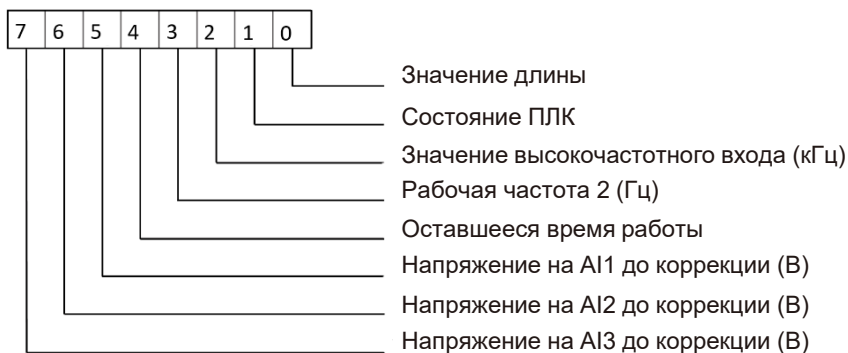 7 6 5 4 3 2 1 0
Значение длины
Состояние ПЛК
Значение высокочастотного входа (кГц)
Рабочая частота 2 (Гц)
Оставшееся время работы
Напряжение на AI1 до коррекции (В)
Напряжение на AI2 до коррекции (В)
Напряжение на AI3 до коррекции (В)